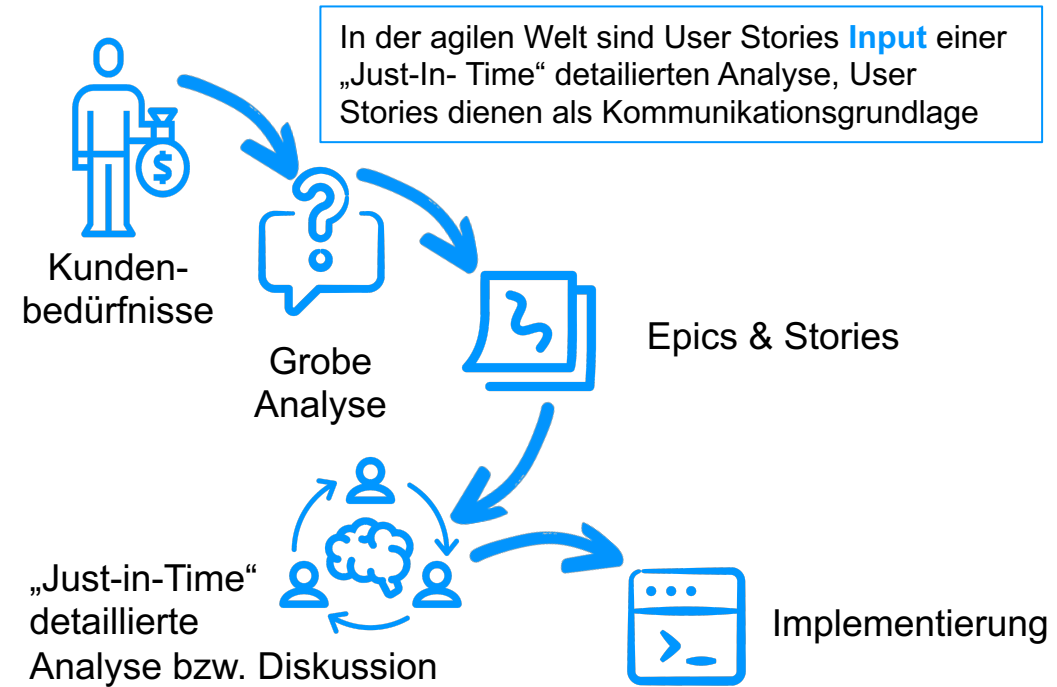 In der agilen Welt sind User Stories Input einer
„Just-In- Time“ detailierten Analyse, User
Stories dienen als Kommunikationsgrundlage
$
Kunden-
bedürfnisse
?
Grobe
Analyse
Epics & Stories
„Just-in-Time“
detaillierte
Analyse bzw. Diskussion
>_
Implementierung